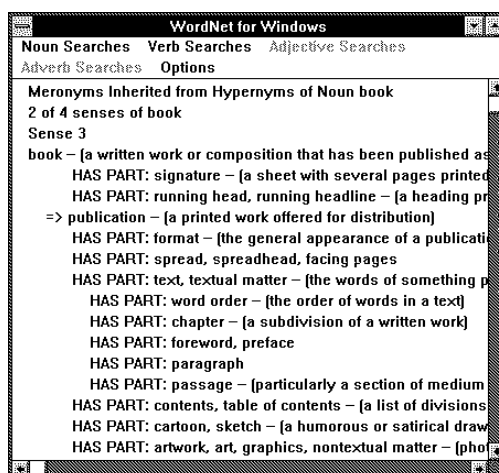 WordNet for Windows
Noun Searches Verb Searches Adjective Searches
Adverb Searches Options
Meronyms Inherited from Hypernyms of Noun book
2 of 4 senses of book
Sense 3
book – (a written work or composition that has been published as
HAS PART: signature – (a sheet with several pages printed
HAS PART: running head, running headline – (a heading pr
=> publication – (a printed work offered for distribution)
HAS PART: format – (the general appearance of a publicati
HAS PART: spread, spreadhead, facing pages
HAS PART: text, textual matter – (the words of something p
HAS PART: word order – (the order of words in a text)
HAS PART: chapter – (a subdivision of a written work)
HAS PART: foreword, preface
HAS PART: paragraph
HAS PART: passage – (particularly a section of medium
HAS PART: contents, table of contents – (a list of divisions
HAS PART: cartoon, sketch – (a humorous or satirical draw
HAS PART: artwork, art, graphics, nontextual matter – (phot